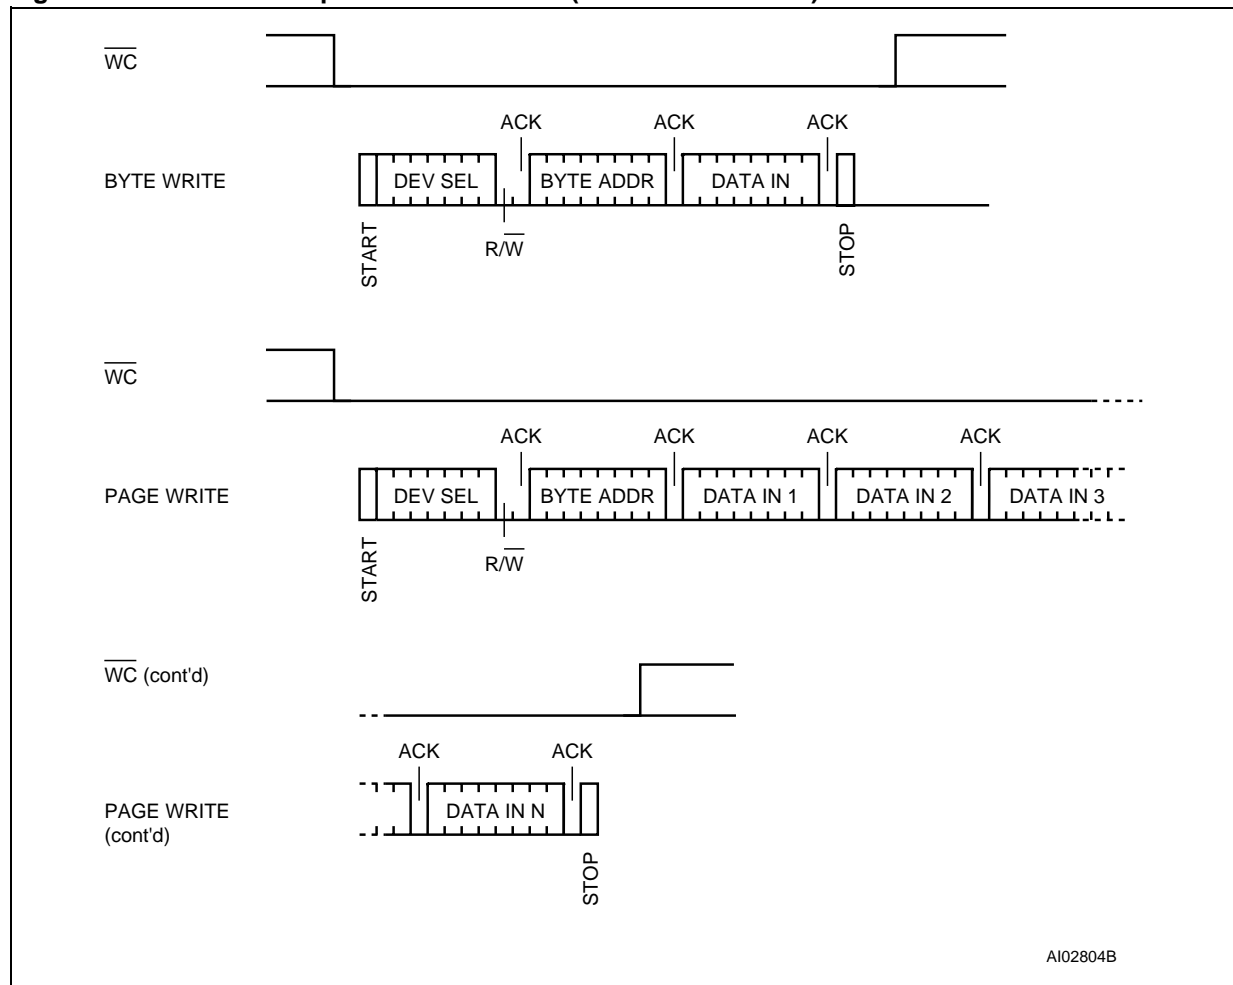 WC
ACK ACK ACK
BYTE WRITE
DEV SEL BYTE ADDR DATA IN
START
R/W
STOP
WC
ACK ACK ACK ACK
PAGE WRITE
DEV SEL BYTE ADDR DATA IN 1 DATA IN 2 DATA IN 3
START
R/W
WC (cont'd)
ACK ACK
PAGE WRITE
(cont'd)
DATA IN N
STOP
AI02804B